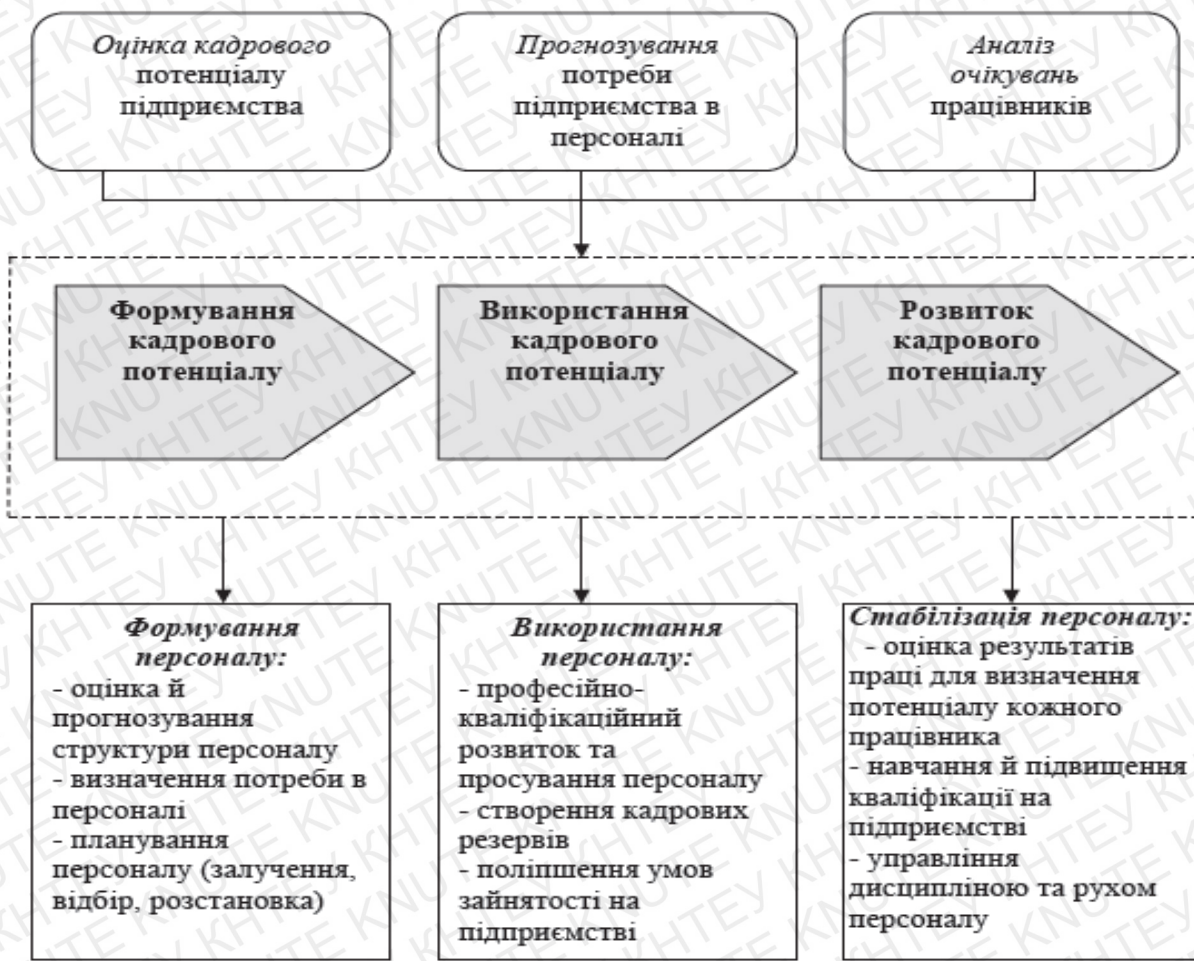 Оцінка кадрового
потенціалу
підприємства
Прогнозування
потреби
підприємства в
персоналі
Аналіз
очікувань
працівників
Формування
кадрового
потенціалу
Використання
кадрового
потенціалу
Розвиток
кадрового
потенціалу
Формування
персоналу:
- оцінка й
прогнозування
структури персоналу
- визначення потреби в
персоналі
- планування
персоналу (залучення,
відбір, розстановка)
Використання
персоналу:
- професійно-
кваліфікаційний
розвиток та
просування персоналу
- створення кадрових
резервів
- поліпшення умов
зайнятості на
підприємстві
Стабілізація персоналу:
- оцінка результатів
праці для визначення
потенціалу кожного
працівника
- навчання й підвищення
кваліфікації на
підприємстві
- управління
дисципліною та рухом
персоналу